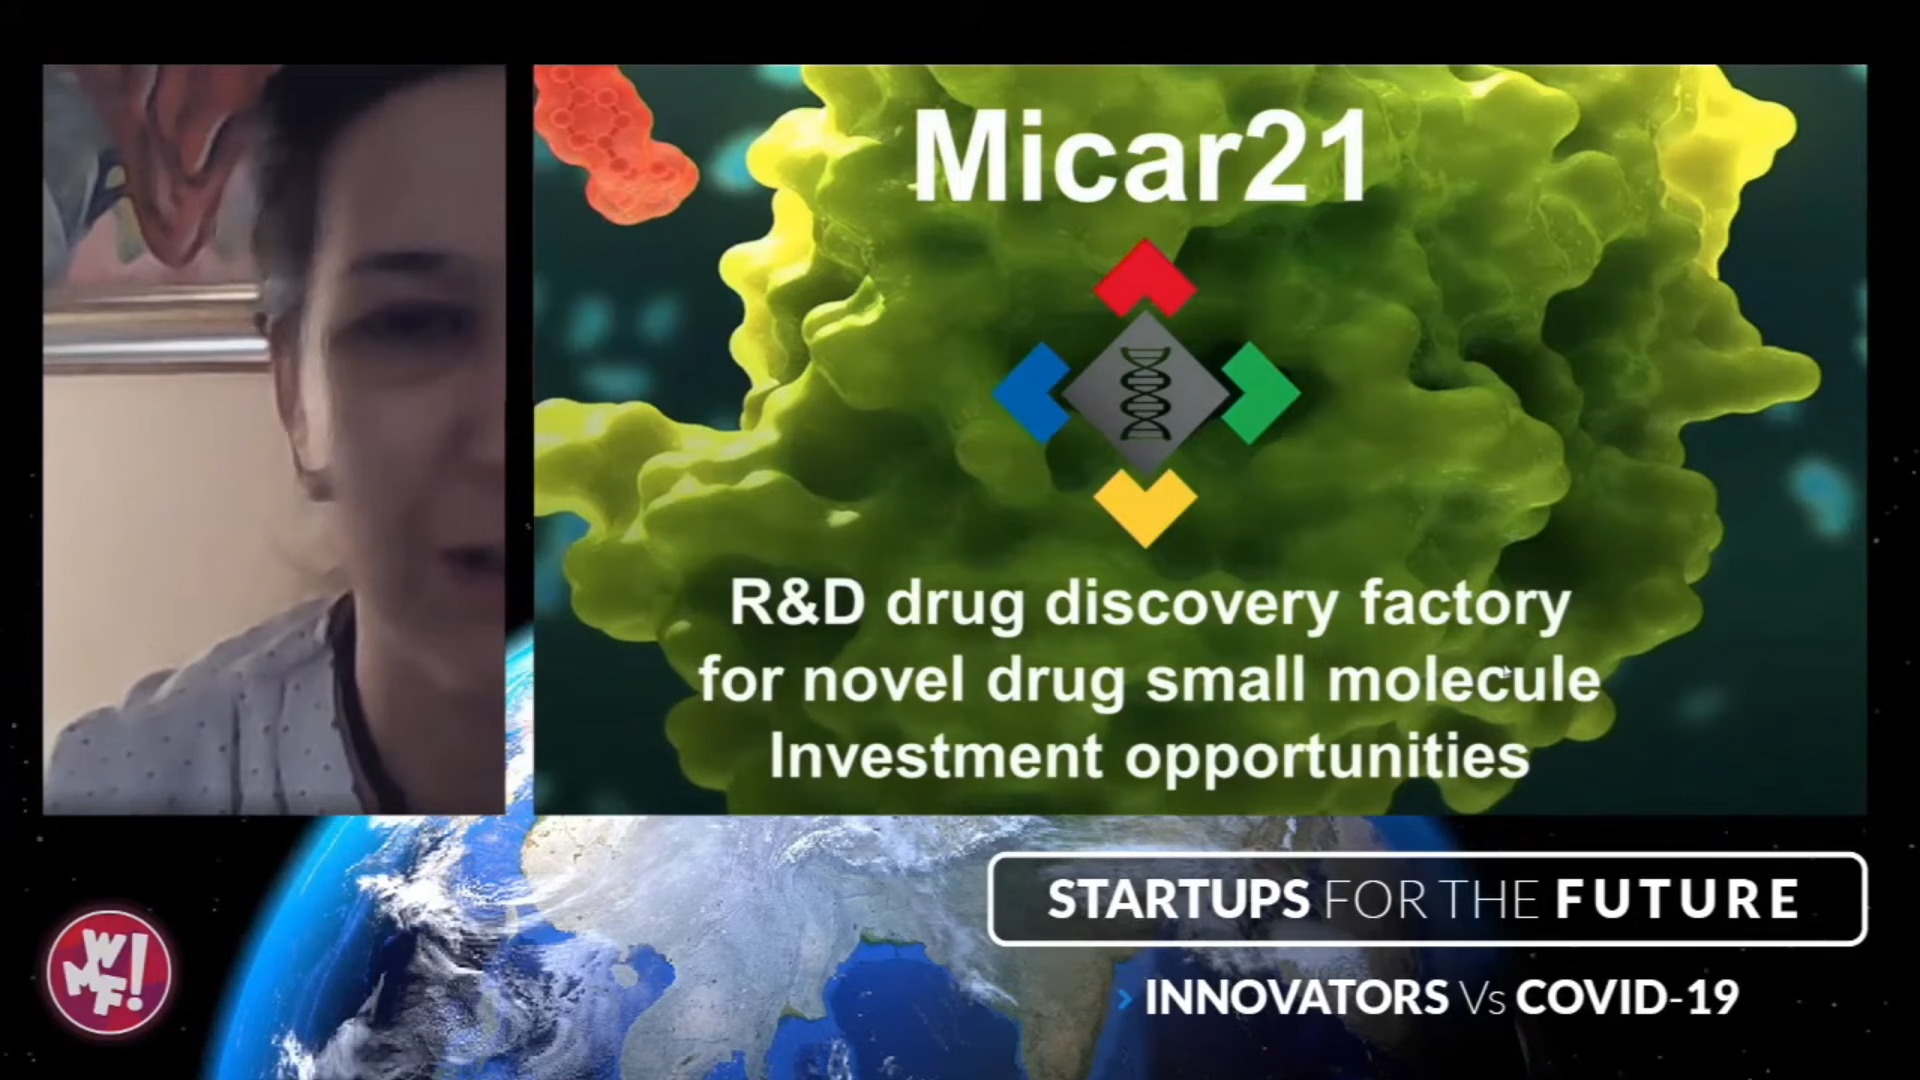 Micar21
R&D drug discovery factory
for novel drug small molecule
Investment opportunities
STARTUPS FOR THE FUTURE
INNOVATORS Vs COVID-19
WMF!